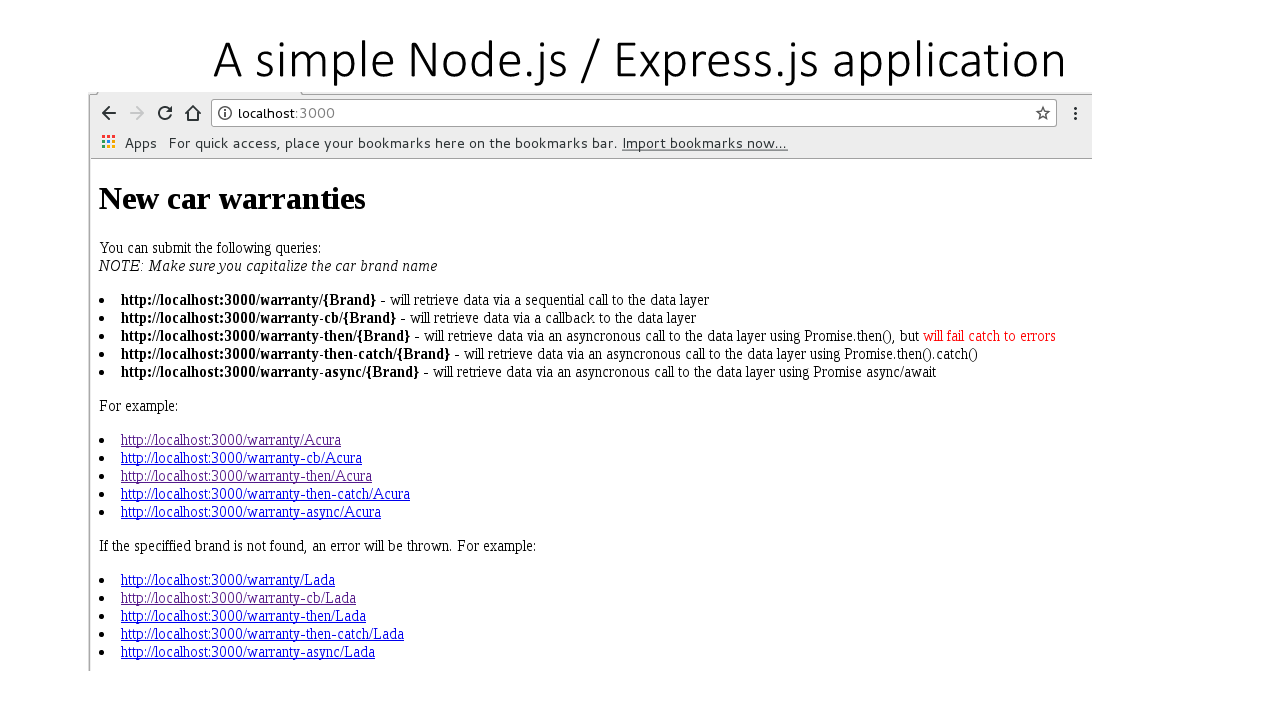 A simple Node.js / Express.js application
localhost:3000
Apps For quick access, place your bookmarks here on the bookmarks bar. Import bookmarks now...
New car warranties
You can submit the following queries:
NOTE: Make sure you capitalize the car brand name
• http://localhost:3000/warranty/{Brand} - will retrieve data via a sequential call to the data layer
• http://localhost:3000/warranty-cb/{Brand} - will retrieve data via a callback to the data layer
• http://localhost:3000/warranty-then/{Brand} - will retrieve data via an asyncronous call to the data layer using Promise.then(), but will fail catch to errors
• http://localhost:3000/warranty-then-catch/{Brand} - will retrieve data via an asyncronous call to the data layer using Promise.then().catch()
• http://localhost:3000/warranty-async/{Brand} - will retrieve data via an asyncronous call to the data layer using Promise async/await
For example:
• http://localhost:3000/warranty/Acura
• http://localhost:3000/warranty-cb/Acura
• http://localhost:3000/warranty-then/Acura
• http://localhost:3000/warranty-then-catch/Acura
• http://localhost:3000/warranty-async/Acura
If the speciffied brand is not found, an error will be thrown. For example:
• http://localhost:3000/warranty/Lada
• http://localhost:3000/warranty-cb/Lada
• http://localhost:3000/warranty-then/Lada
• http://localhost:3000/warranty-then-catch/Lada
• http://localhost:3000/warranty-async/Lada